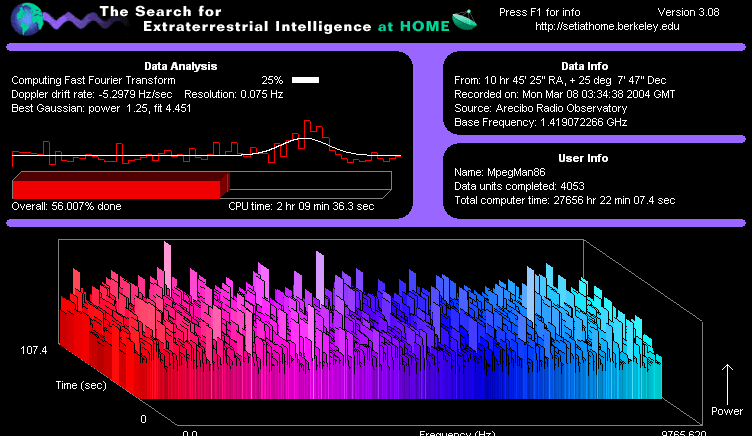 The Search for
Extraterrestrial Intelligence at HOME
Press F1 for info
Version 3.08
http://setiathome.berkeley.edu
Data Analysis
Computing Fast Fourier Transform 25%
Doppler drift rate: -5.2979 Hz/sec Resolution: 0.075 Hz
Best Gaussian: power 1.25, fit 4.451
Overall: 56.007% done CPU time: 2 hr 09 min 36.3 sec
Data Info
From: 10 hr 45' 25" RA, + 25 deg 7' 47" Dec
Recorded on: Mon Mar 08 03:34:38 2004 GMT
Source: Arecibo Radio Observatory
Base Frequency: 1.419072266 GHz
User Info
Name: MpegMan86
Data units completed: 4053
Total computer time: 27656 hr 22 min 07.4 sec
107.4
Time (sec)
0
0.0
Frequency (Hz)
9765.620
Power